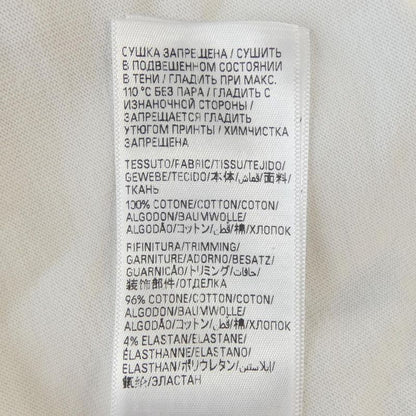 СУШКА ЗАПРЕЩЕНА / СУШИТЬ
В ПОДВЕШЕННОМ СОСТОЯНИИ
В ТЕНИ / ГЛАДИТЬ ПРИ МАКС.
110 °C БЕЗ ПАРА / ГЛАДИТЬ С
ИЗНАНОЧНОЙ СТОРОНЫ /
ЗАПРЕЩАЕТСЯ ГЛАДИТЬ
УТЮГОМ ПРИНТЫ / ХИМЧИСТКА
ЗАПРЕЩЕНА
TESSUTO/FABRIC/TISSU/TEJIDO/
GEWEBE/TECIDO/本体/قماش/面料/
ТКАНЬ
100% COTONE/COTTON/COTON/
ALGODON/BAUMWOLLE/
ALGODÃO/コットン/قطن/棉/ХЛОПОК
RIFINITURA/TRIMMING/
GARNITURE/ADORNO/BESATZ/
GUARNIÇÃO/トリミング/حافات/
装饰部件/ОТДЕЛКА
96% COTONE/COTTON/COTON/
ALGODON/BAUMWOLLE/
ALGODÃO/コットン/قطن/棉/ХЛОПОК
4% ELASTAN/ELASTANE/
ÉLASTHANNE/ELASTANO/
ELASTHAN/ポリウレタン/إيلاستين/
氨纶/ЭЛАСТАН